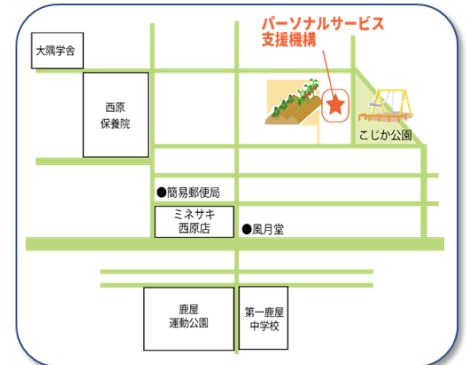 パーソナルサービス
支援機構
大隅学舎
西原
保養院
こじか公園
●簡易郵便局
ミネサキ
西原店
●風月堂
鹿屋
運動公園
第一鹿屋
中学校